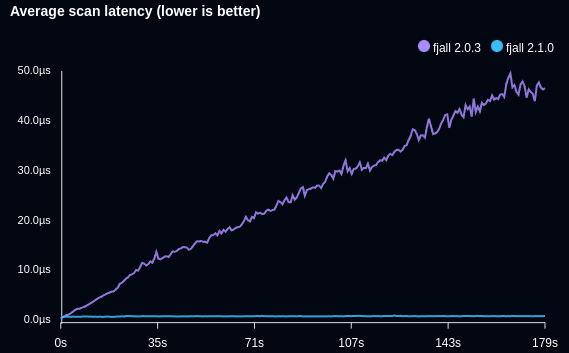 Average scan latency (lower is better)
fjall 2.0.3 fjall 2.1.0
50.0µs
40.0µs
30.0µs
20.0µs
10.0µs
0.0µs
0s 35s 71s 107s 143s 179s